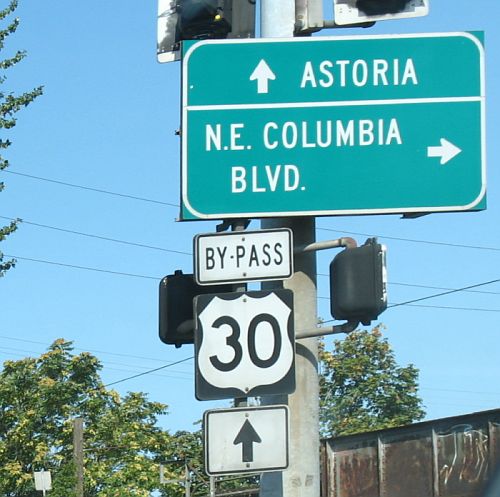 ASTORIA
N.E. COLUMBIA
BLVD.
BY-PASS
30